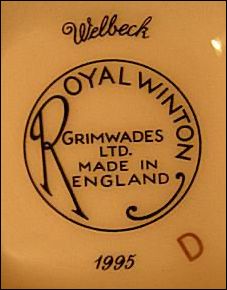 Welbeck
ROYAL WINTON
GRIMWADES
LTD.
MADE IN
ENGLAND
1995
D